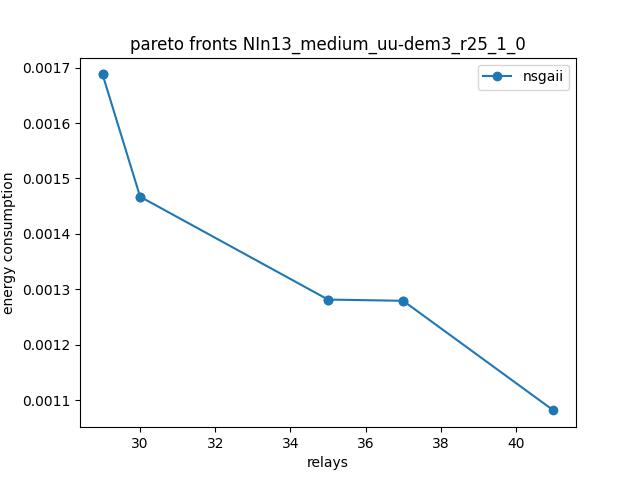 pareto fronts NIn13_medium_uu-dem3_r25_1_0
nsgaii
energy consumption
0.0017
0.0016
0.0015
0.0014
0.0013
0.0012
0.0011
30 32 34 36 38 40
relays